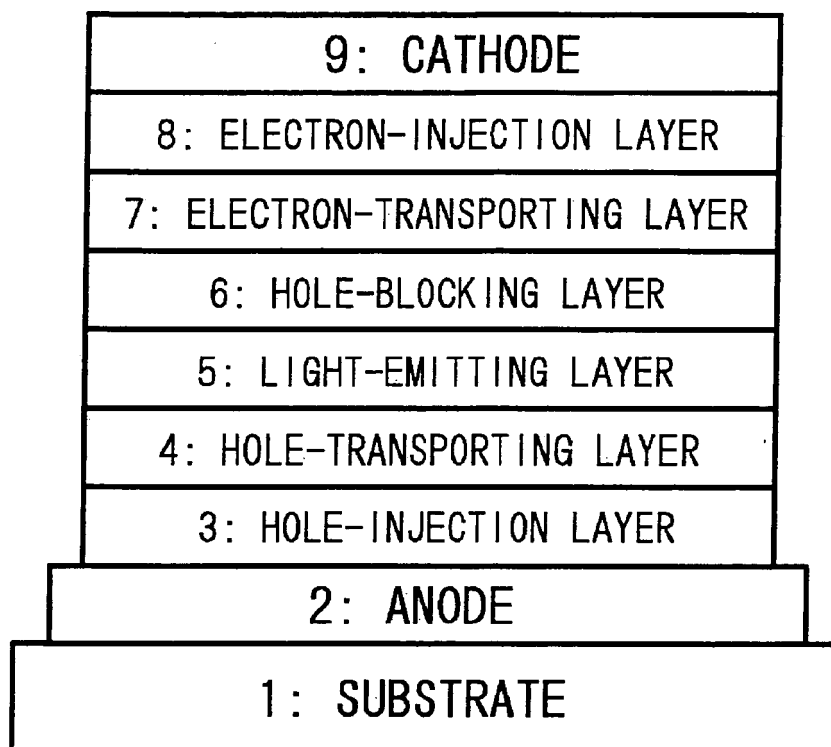 9: CATHODE
8: ELECTRON-INJECTION LAYER
7: ELECTRON-TRANSPORTING LAYER
6: HOLE-BLOCKING LAYER
5: LIGHT-EMITTING LAYER
4: HOLE-TRANSPORTING LAYER
3: HOLE-INJECTION LAYER
2: ANODE
1: SUBSTRATE